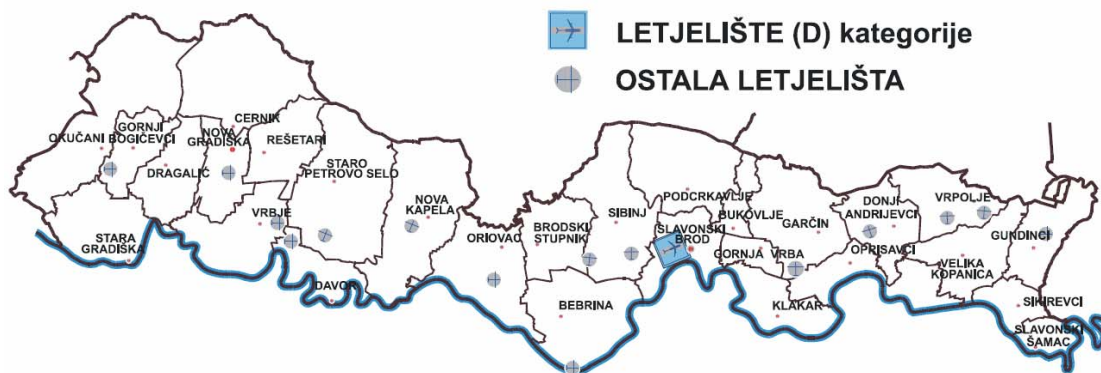 LETJELIŠTE (D) kategorije
OSTALA LETJELIŠTA
OKUČANI
GORNJI
BOGIČEVCI
DRAGALIĆ
CERNIK
NOVA
GRADIŠKA
REŠETARI
STARO
PETROVO SELO
NOVA
KAPELA
VRBJE
STARA
GRADIŠKA
DAVOR
ORIOVAC
BRODSKI
STUPNIK
SIBINJ
BEBRINA
PODCRKAVLJE
SLAVONSKI
BROD
BUKOVLJE
GORNJA VRBA
GARČIN
KLAKAR
OPRISAVCI
DONJI
ANDRIJEVCI
VRPOLJE
VELIKA
KOPANICA
GUNDINCI
SIKIREVCI
SLAVONSKI
ŠAMAC